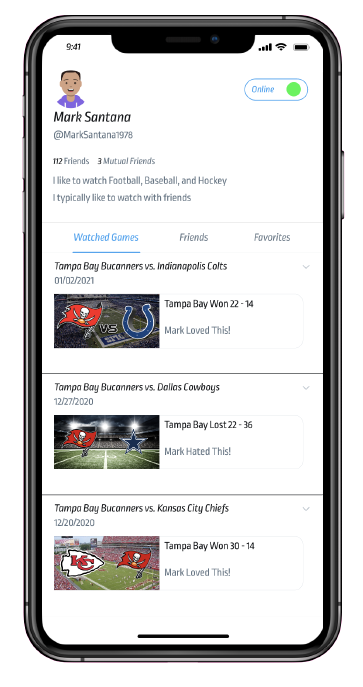 9:41
Online
Mark Santana
@MarkSantana1978
112 Friends 3 Mutual Friends
I like to watch Football, Baseball, and Hockey
I typically like to watch with friends
Watched Games Friends Favorites
Tampa Bay Bucanners vs. Indianapolis Colts
01/02/2021
VS
Tampa Bay Won 22 - 14
Mark Loved This!
Tampa Bay Bucanners vs. Dallas Cowboys
12/27/2020
Tampa Bay Lost 22 - 36
Mark Hated This!
Tampa Bay Bucanners vs. Kansas City Chiefs
12/20/2020
KC
Tampa Bay Won 30 - 14
Mark Loved This!